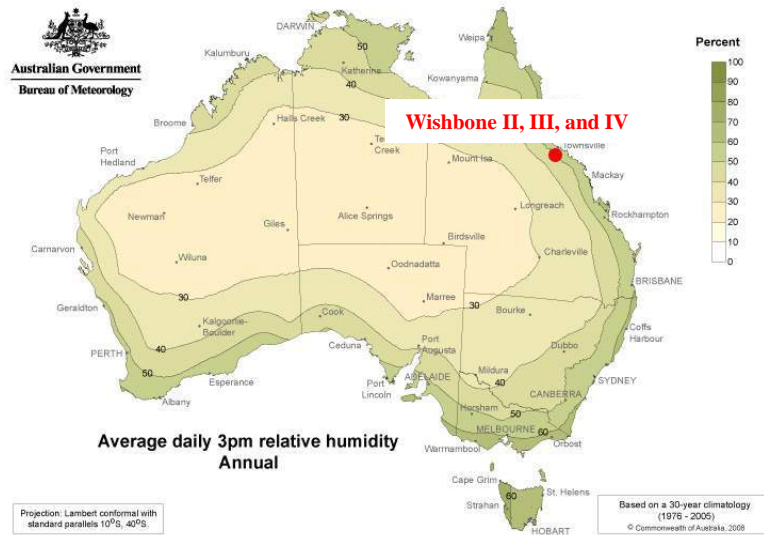 Australian Government
Bureau of Meteorology
DARWIN
Weipa
50
Kalumburu
Katherine
Kowanyama
40
Percent
100
90
80
70
60
50
40
30
20
10
0
Wishbone II, III, and IV
Broome
Halls Creek
30
Creek
Townsville
Port
Hedland
Mount Isa
Mackay
Telfer
Newman
Giles
Alice Springs
Longreach
Rockhampton
Birdsville
Carnarvon
Wiluna
Oodnadatta
Charleville
BRISBANE
30
Marree
30
Geraldton
Kalgoorlie-
Boulder
Cook
Bourke
Coffs
Harbour
PERTH
40
Ceduna
Port
Augusta
Dubbo
50
Esperance
Port
Lincoln
ADELAIDE
Mildura
40
SYDNEY
Albany
Horsham
CANBERRA
50
MELBOURNE
60
Warrnambool
Orbost
Average daily 3pm relative humidity
Annual
Cape Grim
60
St. Helens
Strahan
HOBART
Projection: Lambert conformal with
standard parallels 10°S, 40°S.
Based on a 30-year climatology
(1976 - 2005)
© Commonwealth of Australia, 2008